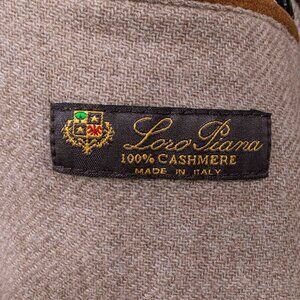 Loro Piana
100% CASHMERE
MADE IN ITALY